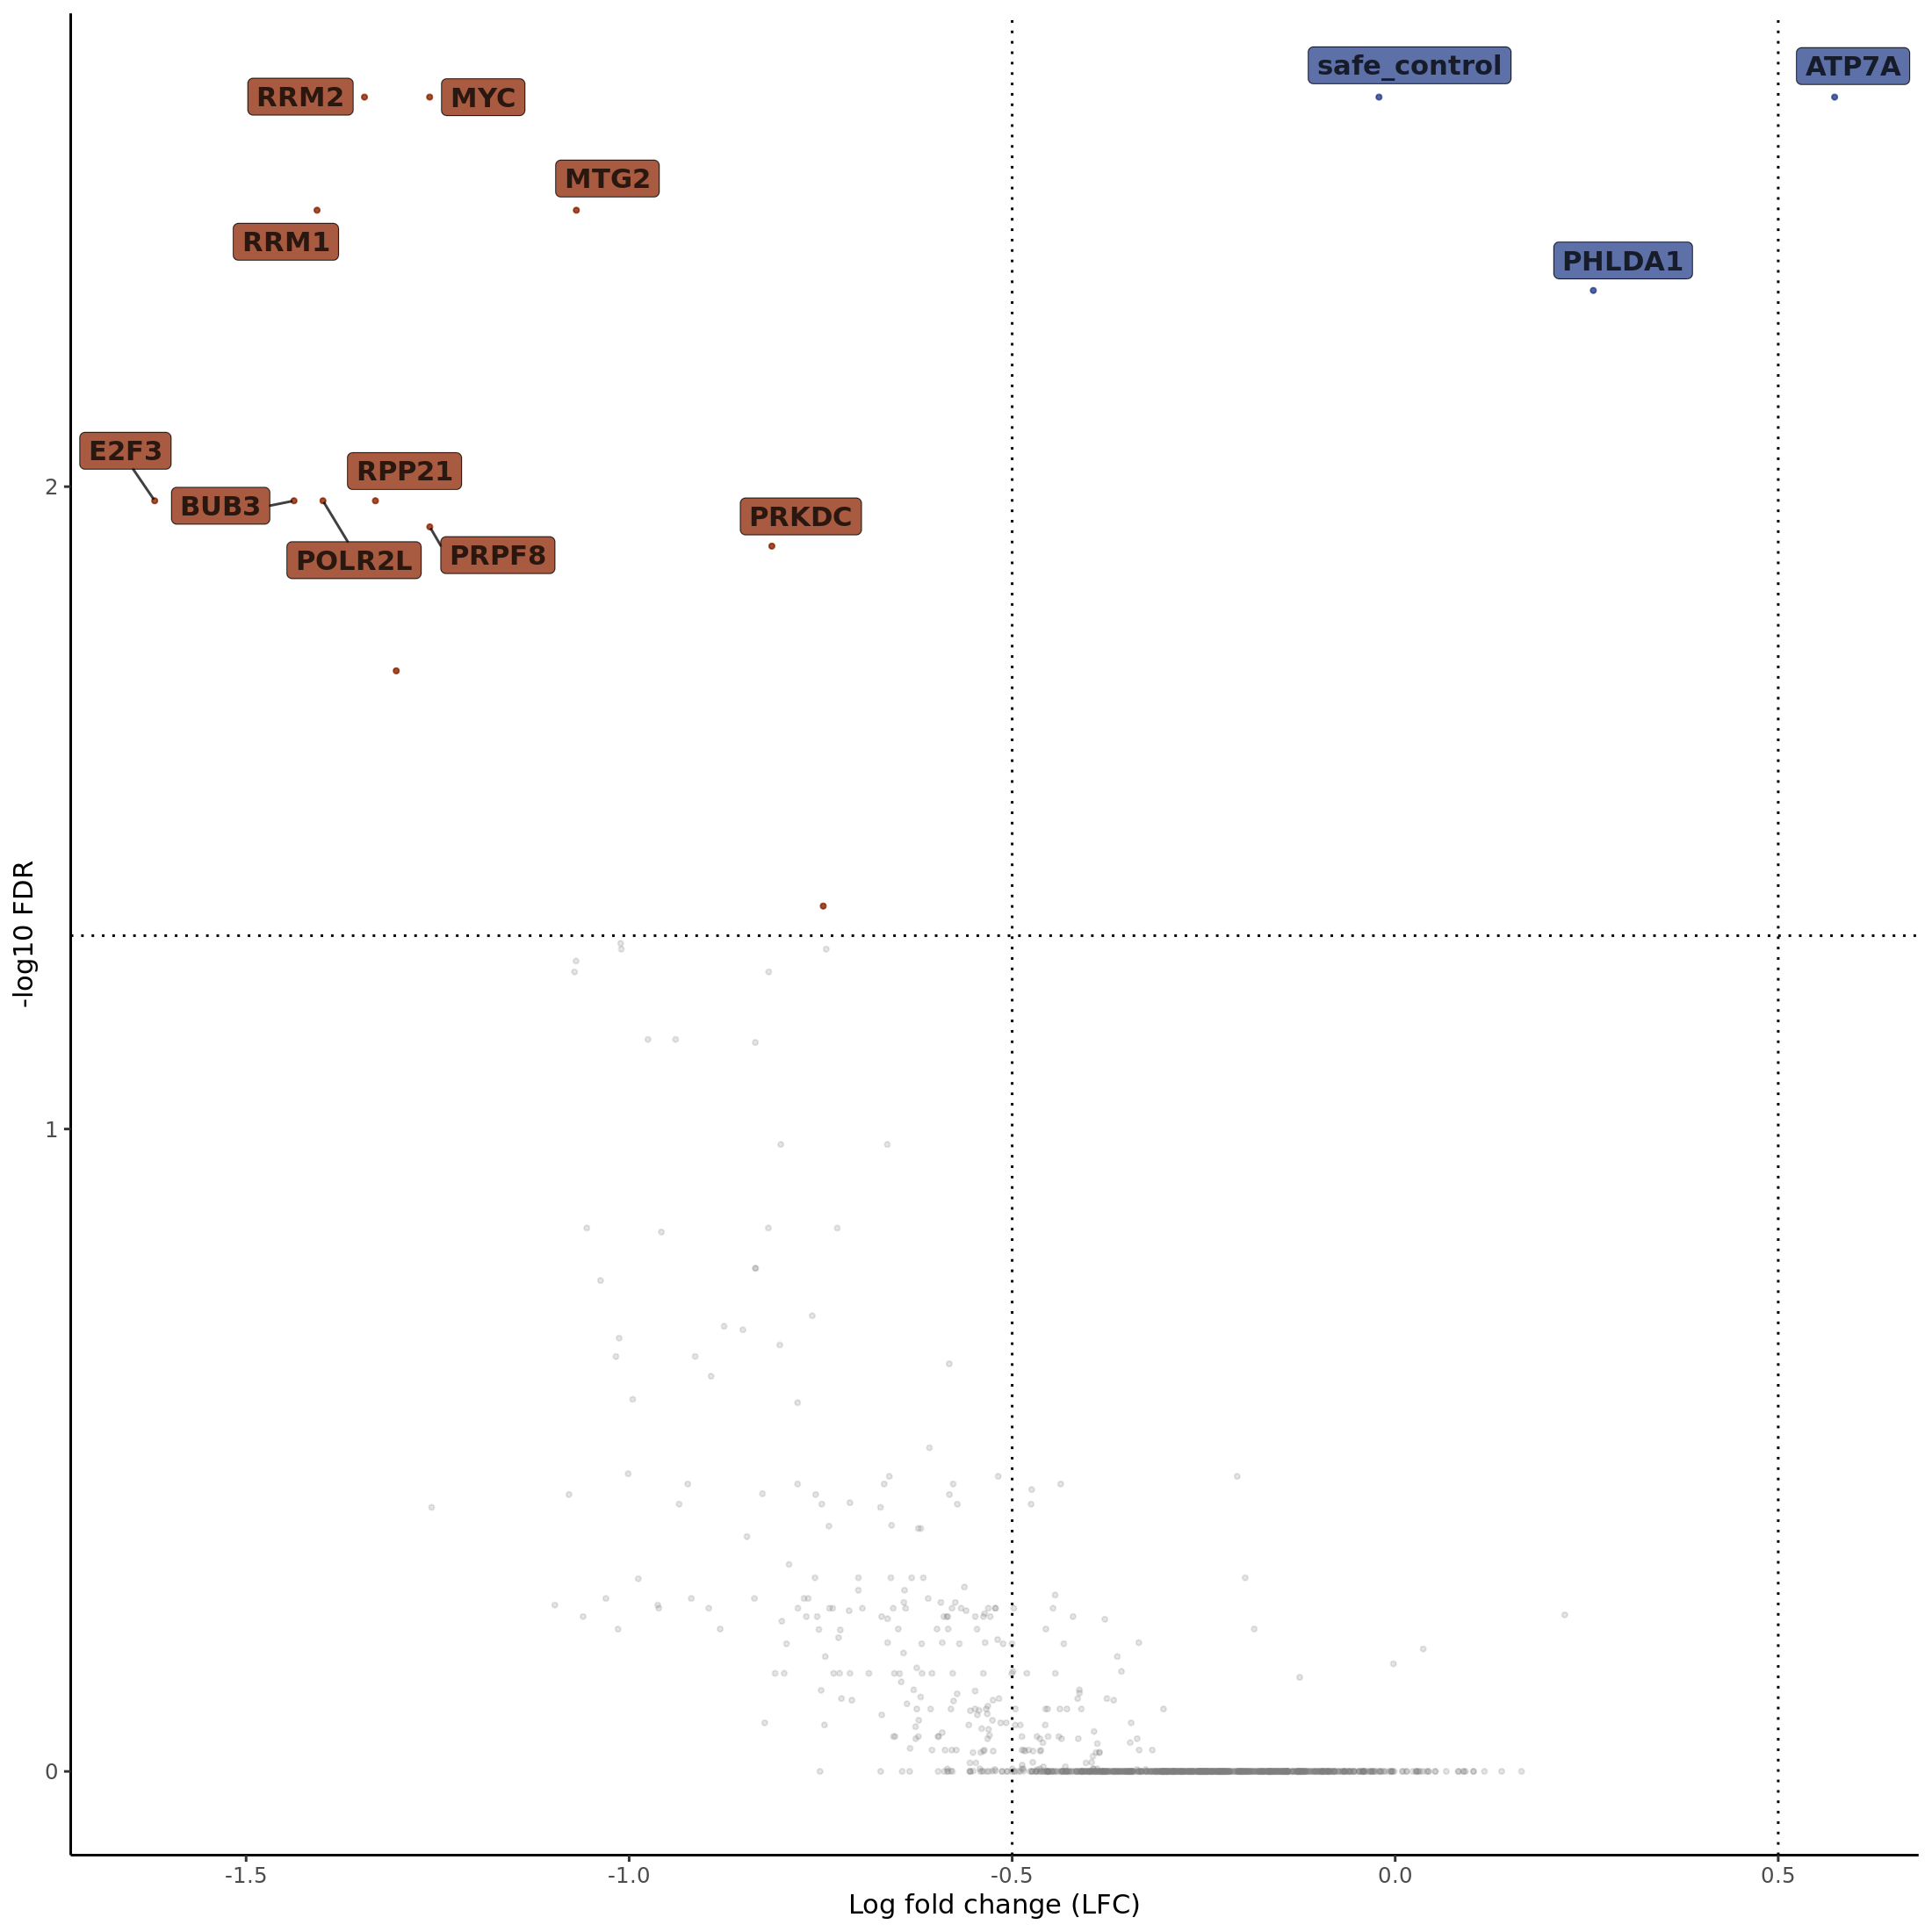 safe_control
ATP7A
RRM2
MYC
MTG2
RRM1
PHLDA1
E2F3
RPP21
BUB3
PRKDC
POLR2L
PRPF8
2
1
0
-log10 FDR
-1.5
-1.0
-0.5
0.0
0.5
Log fold change (LFC)